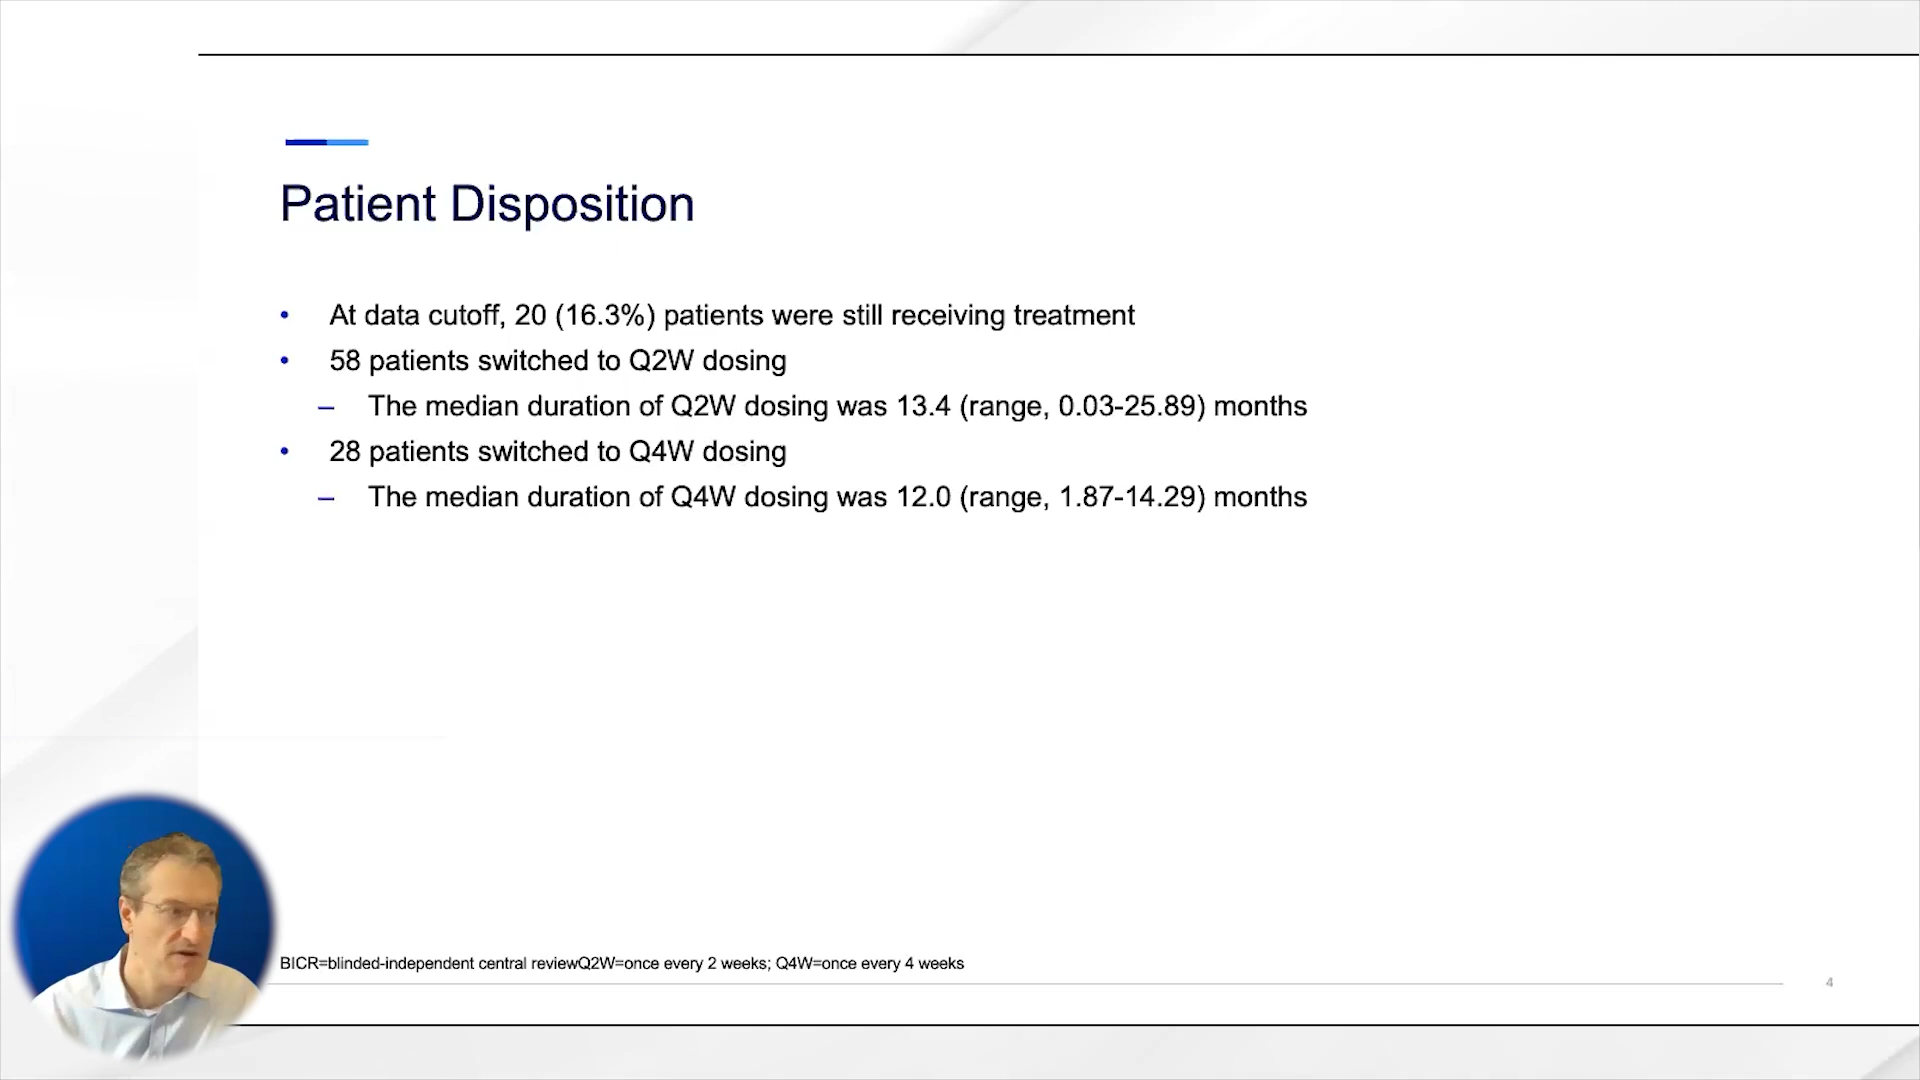 Patient Disposition
• At data cutoff, 20 (16.3%) patients were still receiving treatment
• 58 patients switched to Q2W dosing
– The median duration of Q2W dosing was 13.4 (range, 0.03-25.89) months
• 28 patients switched to Q4W dosing
– The median duration of Q4W dosing was 12.0 (range, 1.87-14.29) months
BICR=blinded-independent central reviewQ2W=once every 2 weeks; Q4W=once every 4 weeks
4